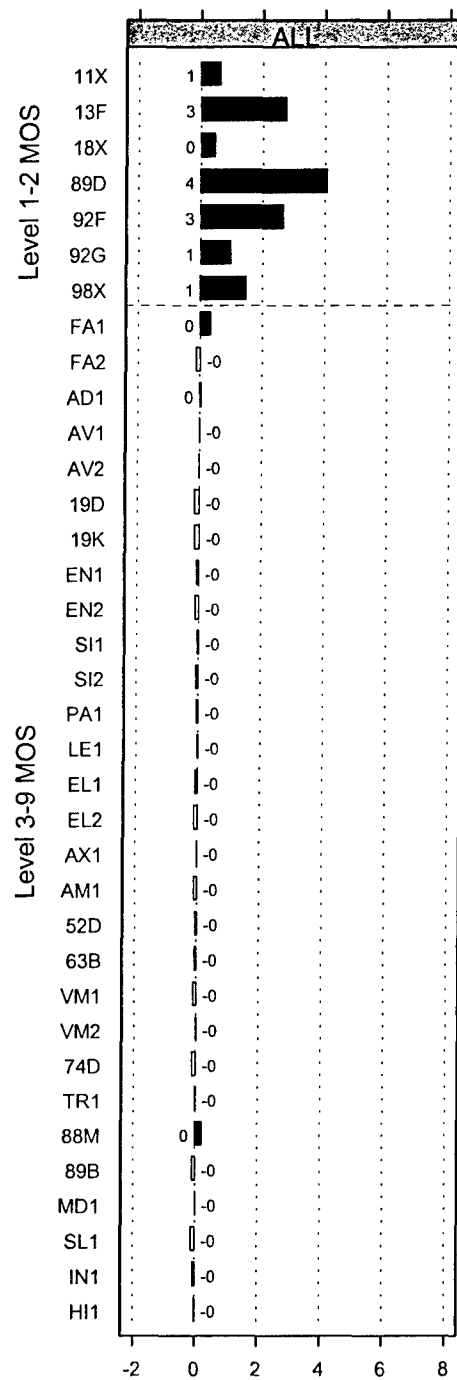 ALL
Level 1-2 MOS
11X 1
13F 3
18X 0
89D 4
92F 3
92G 1
98X 1
Level 3-9 MOS
FA1 0
FA2 -0
AD1 0
AV1 -0
AV2 -0
19D -0
19K -0
EN1 -0
EN2 -0
SI1 -0
SI2 -0
PA1 -0
LE1 -0
EL1 -0
EL2 -0
AX1 -0
AM1 -0
52D -0
63B -0
VM1 -0
VM2 -0
74D -0
TR1 -0
88M 0
89B -0
MD1 -0
SL1 -0
IN1 -0
HI1 -0
-2 0 2 4 6 8